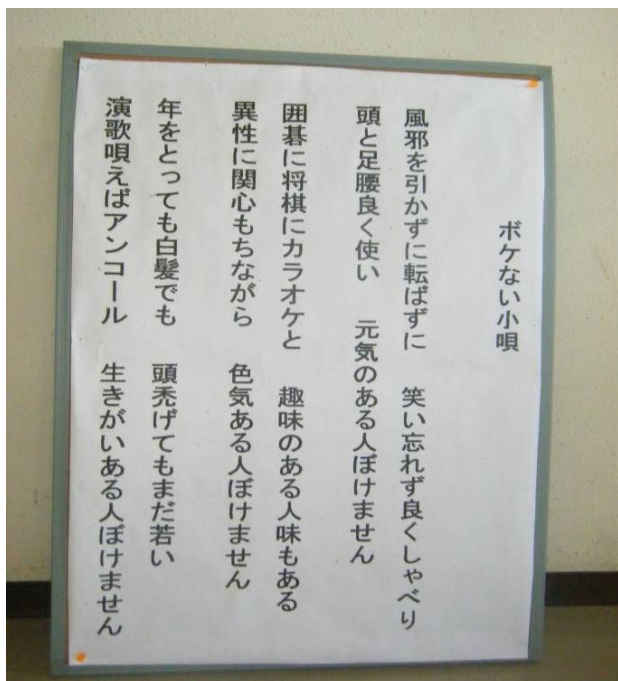 ボケない小唄
風邪を引かずに転ばずに　笑い忘れず良くしゃべり
頭と足腰良く使い　元気のある人ぼけません
囲碁に将棋にカラオケと　趣味のある人味もある
異性に関心もちながら　色気ある人ぼけません
年をとっても白髪でも　頭禿げてもまだ若い
演歌唄えばアンコール　生きがいある人ぼけません